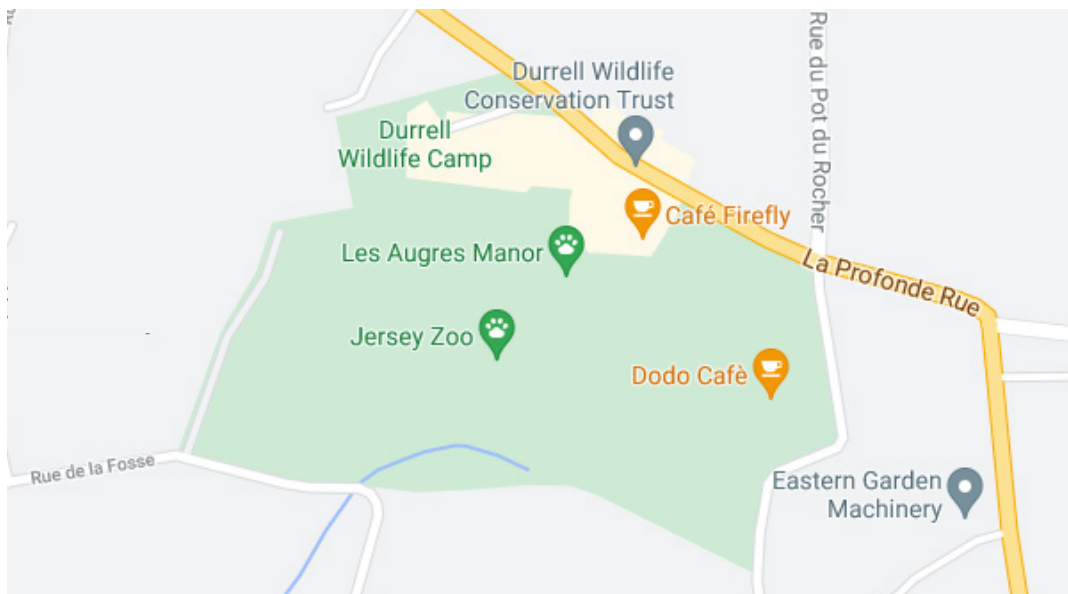 Durrell Wildlife
Conservation Trust
Rue du Pot du Rocher
Durrell
Wildlife Camp
Café Firefly
Les Augres Manor
La Profonde Rue
Jersey Zoo
Dodo Cafè
Rue de la Fosse
Eastern Garden
Machinery